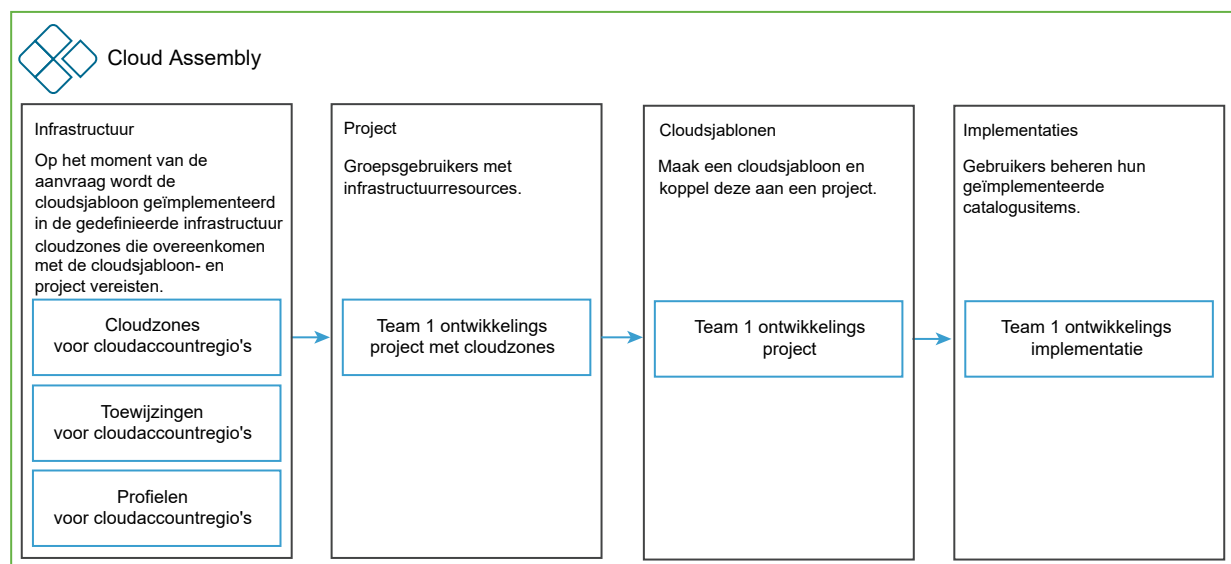 Cloud Assembly
Infrastructuur
Op het moment van de
aanvraag wordt de
cloudsjabloon geïmplementeerd
in de gedefinieerde infrastructuur
cloudzones die overeenkomen
met de cloudsjabloon- en
project vereisten.
Cloudzones
voor cloudaccountregio's
Toewijzingen
voor cloudaccountregio's
Profielen
voor cloudaccountregio's
Project
Groepsgebruikers met
infrastructuurresources.
Team 1 ontwikkelings
project met cloudzones
Cloudsjablonen
Maak een cloudsjabloon en
koppel deze aan een project.
Team 1 ontwikkelings
project
Implementaties
Gebruikers beheren hun
geïmplementeerde
catalogusitems.
Team 1 ontwikkelings
implementatie